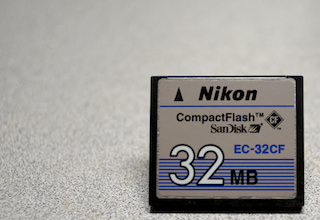 Nikon
CompactFlash™
SanDisk CF
EC-32CF
32 MB